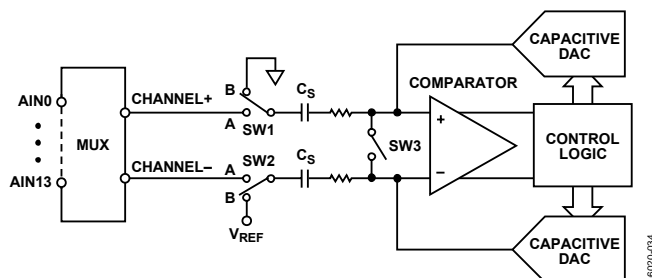 CAPACITIVE
DAC
B
CS
COMPARATOR
AIN0
CHANNEL+
A
SW1
+
MUX
SW3
CONTROL
LOGIC
CHANNEL–
A
SW2
CS
–
AIN13
B
VREF
CAPACITIVE
DAC